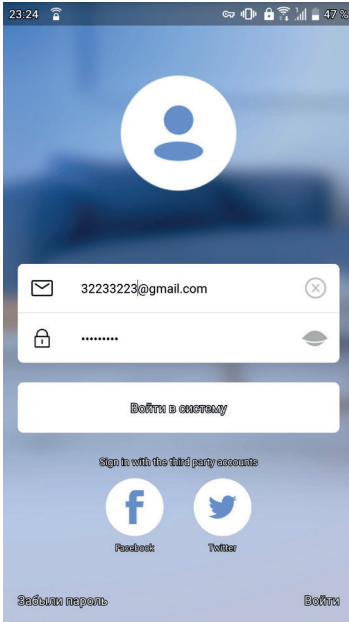 23:24 47 %
32233223@gmail.com
•••••••••
Войти в систему
Sign in with the third party accounts
Facebook Twitter
Забыли пароль Войти